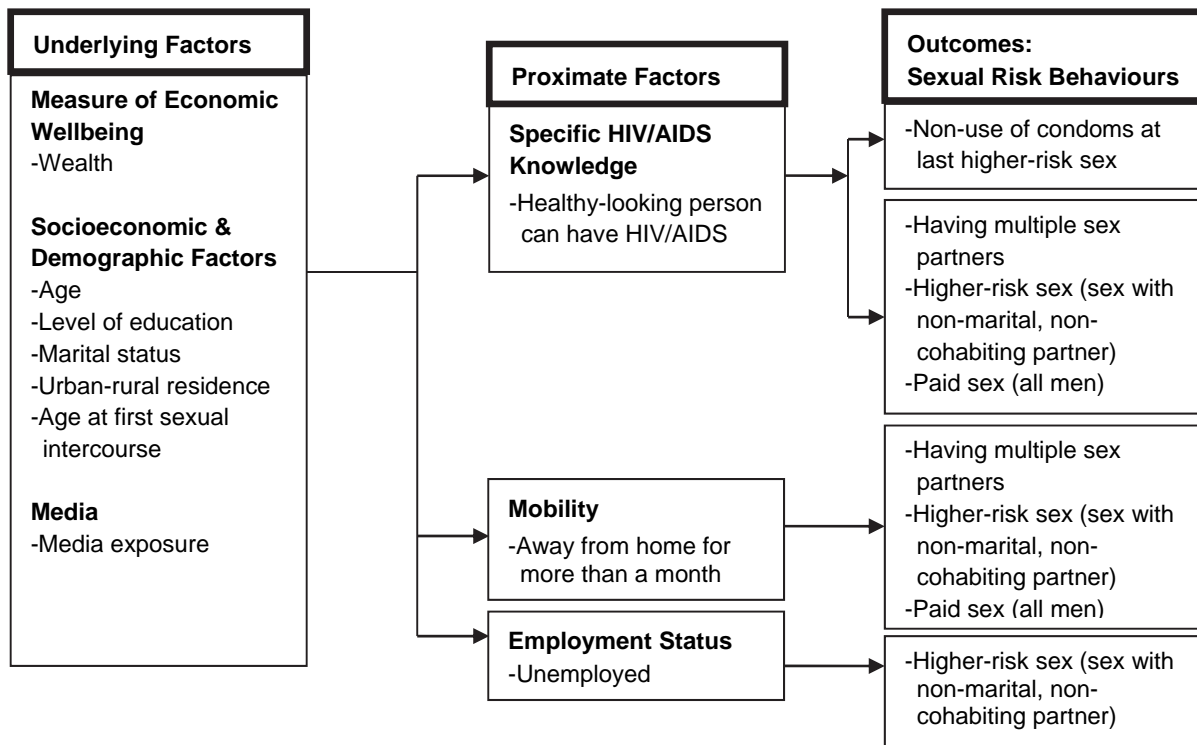 Underlying Factors
Measure of Economic
Wellbeing
-Wealth
Socioeconomic &
Demographic Factors
-Age
-Level of education
-Marital status
-Urban-rural residence
-Age at first sexual
intercourse
Media
-Media exposure
Proximate Factors
Specific HIV/AIDS
Knowledge
-Healthy-looking person
can have HIV/AIDS
Mobility
-Away from home for
more than a month
Employment Status
-Unemployed
Outcomes:
Sexual Risk Behaviours
-Non-use of condoms at
last higher-risk sex
-Having multiple sex
partners
-Higher-risk sex (sex with
non-marital, non-
cohabiting partner)
-Paid sex (all men)
-Having multiple sex
partners
-Higher-risk sex (sex with
non-marital, non-
cohabiting partner)
-Paid sex (all men)
-Higher-risk sex (sex with
non-marital, non-
cohabiting partner)